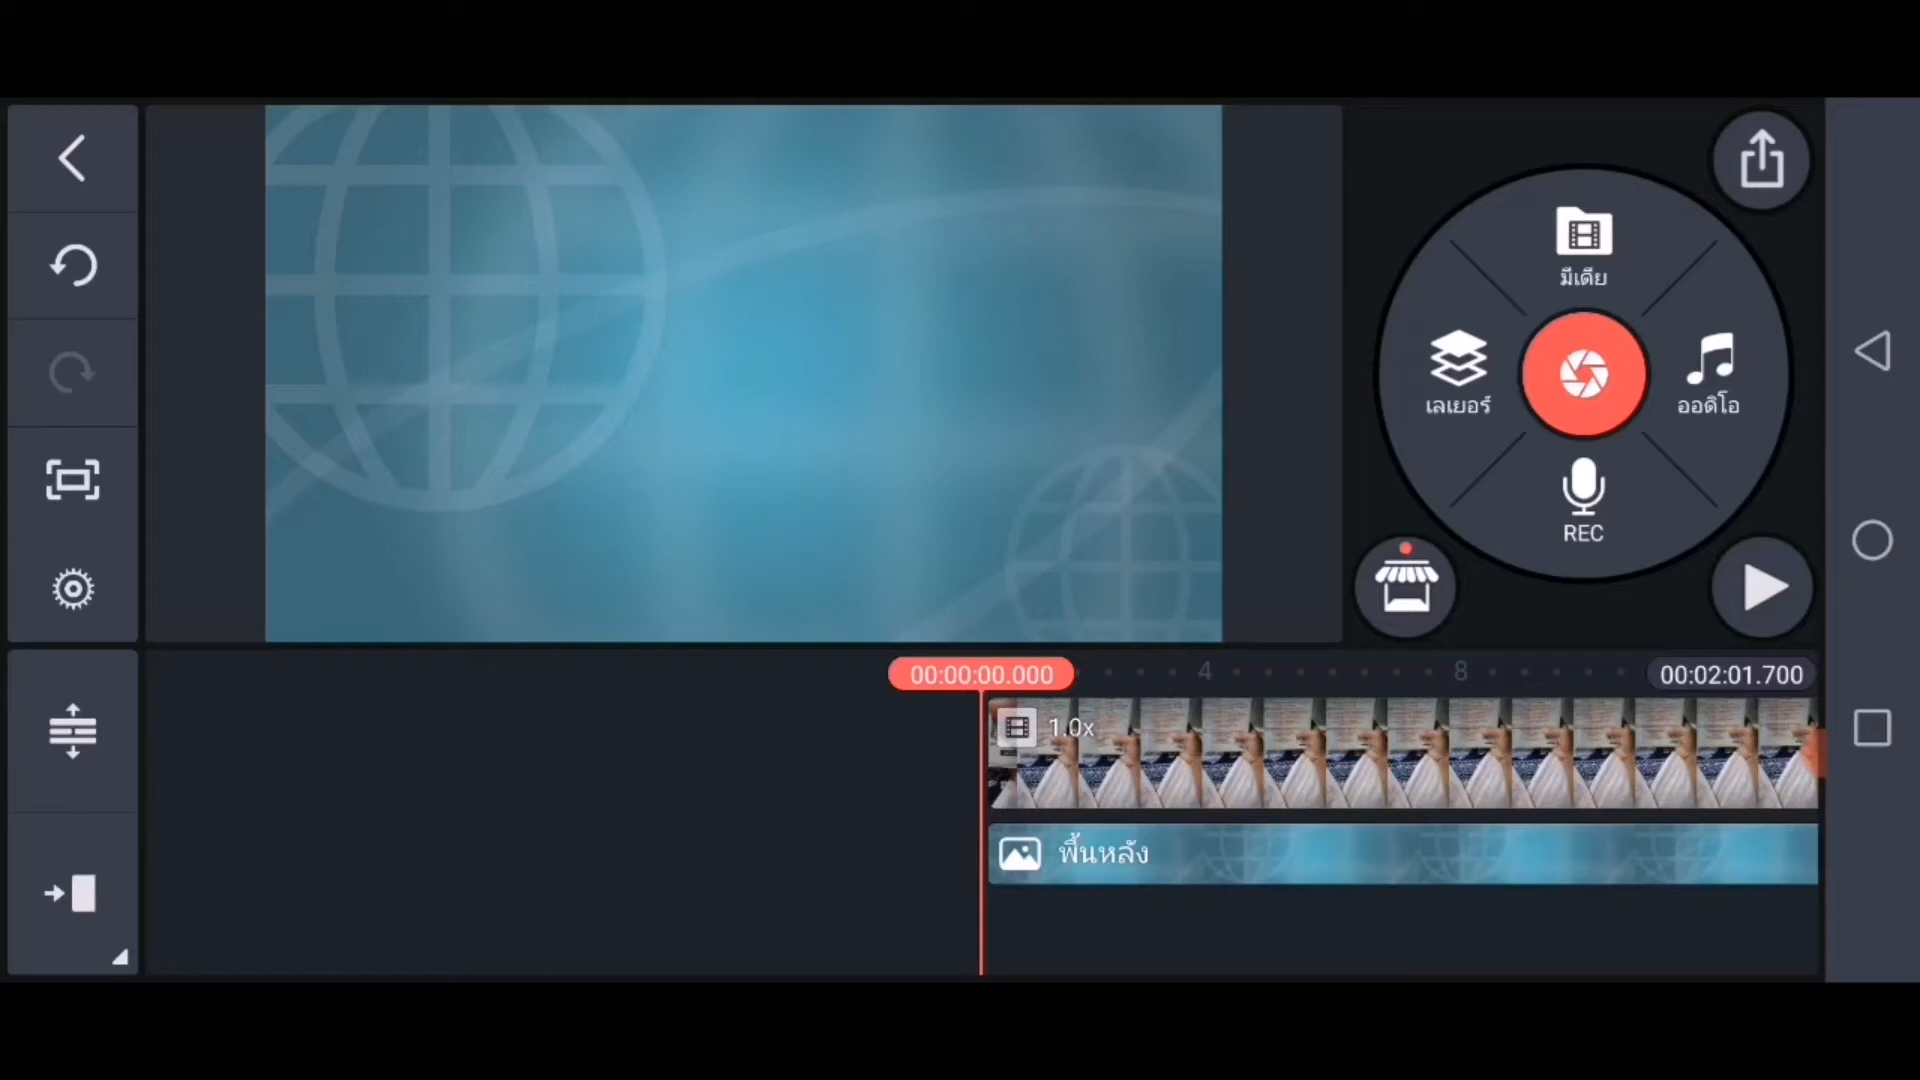 มีเดีย
เลเยอร์
ออดิโอ
REC
00:00:00.000
4
8
00:02:01.700
1.0x
พื้นหลัง